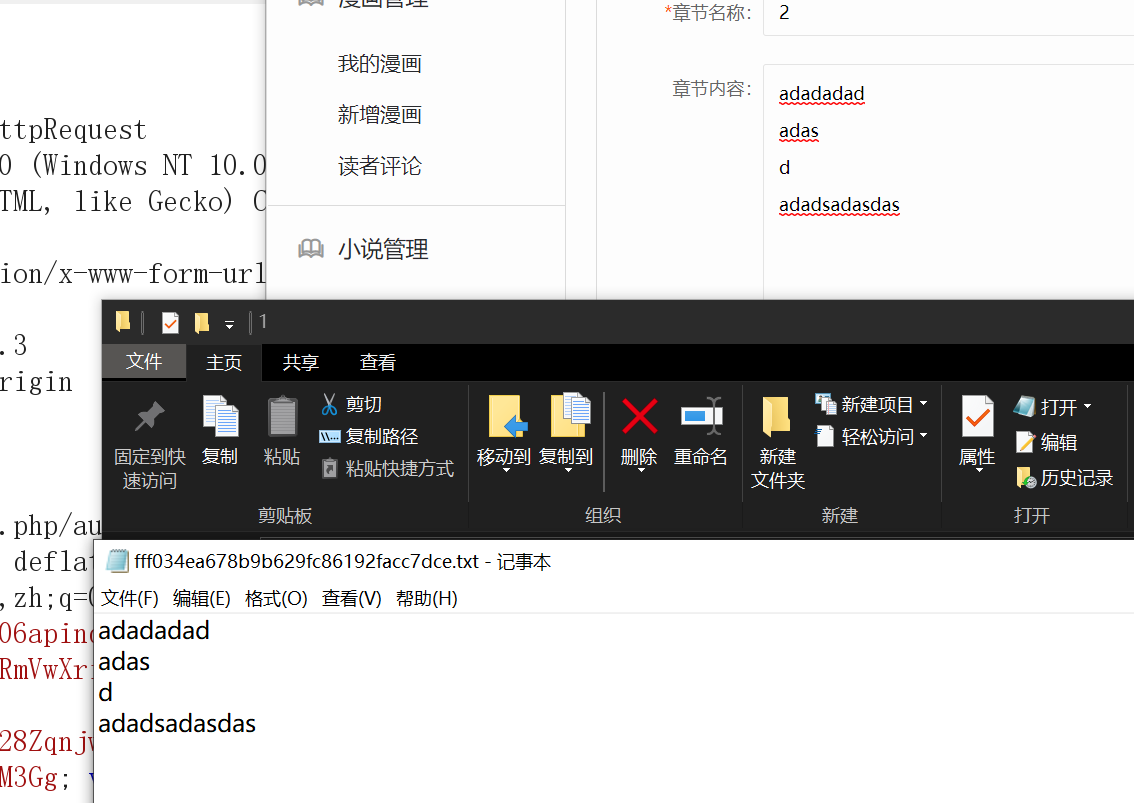 漫画管理
*章节名称： 2
我的漫画
章节内容： adadadad
新增漫画
adas
读者评论
d
adadsadasdas
小说管理
ttpRequest
0 (Windows NT 10.0
TML, like Gecko) C
ion/x-www-form-url
.3
rigin
.php/au
deflat
,zh;q=0
06apind
RmVwXri
28Zqnjw
M3Gg;
1
文件 主页 共享 查看
固定到快
速访问
复制
粘贴
剪切
复制路径
粘贴快捷方式
剪贴板
移动到
复制到
删除
重命名
组织
新建
文件夹
新建项目
轻松访问
新建
属性
打开
编辑
历史记录
打开
fff034ea678b9b629fc86192facc7dce.txt - 记事本
文件(F) 编辑(E) 格式(O) 查看(V) 帮助(H)
adadadad
adas
d
adadsadasdas